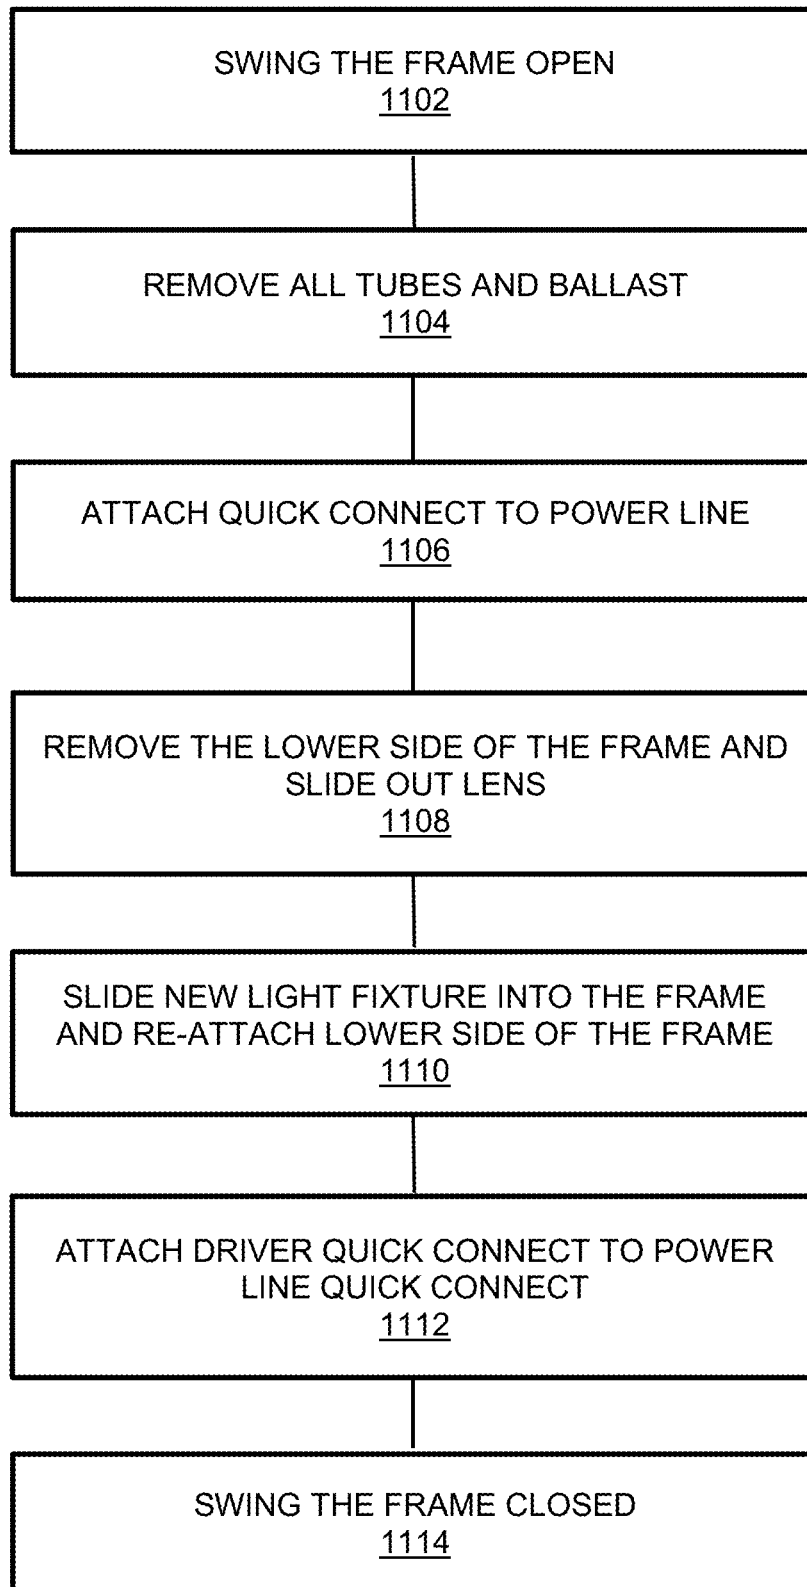 SWING THE FRAME OPEN
1102
REMOVE ALL TUBES AND BALLAST
1104
ATTACH QUICK CONNECT TO POWER LINE
1106
REMOVE THE LOWER SIDE OF THE FRAME AND
SLIDE OUT LENS
1108
SLIDE NEW LIGHT FIXTURE INTO THE FRAME
AND RE-ATTACH LOWER SIDE OF THE FRAME
1110
ATTACH DRIVER QUICK CONNECT TO POWER
LINE QUICK CONNECT
1112
SWING THE FRAME CLOSED
1114